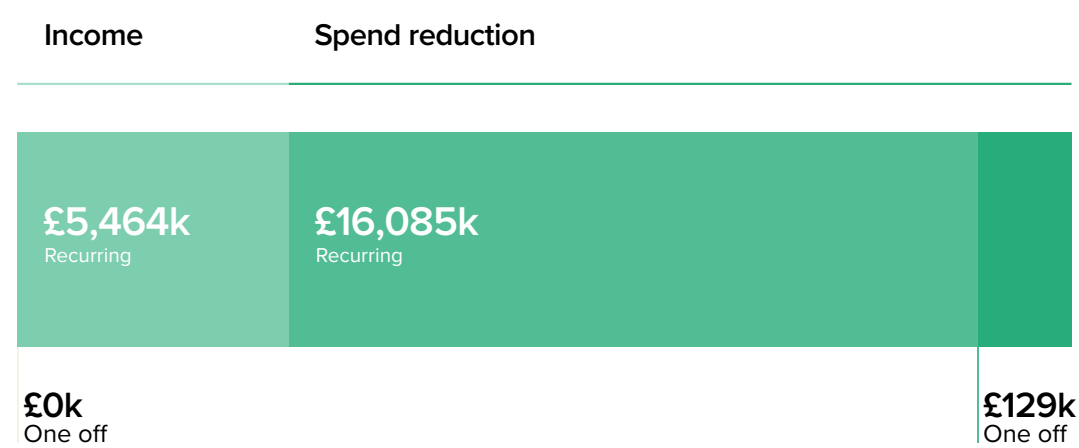 Income
Spend reduction
£5,464k
Recurring
£16,085k
Recurring
£0k
One off
£129k
One off